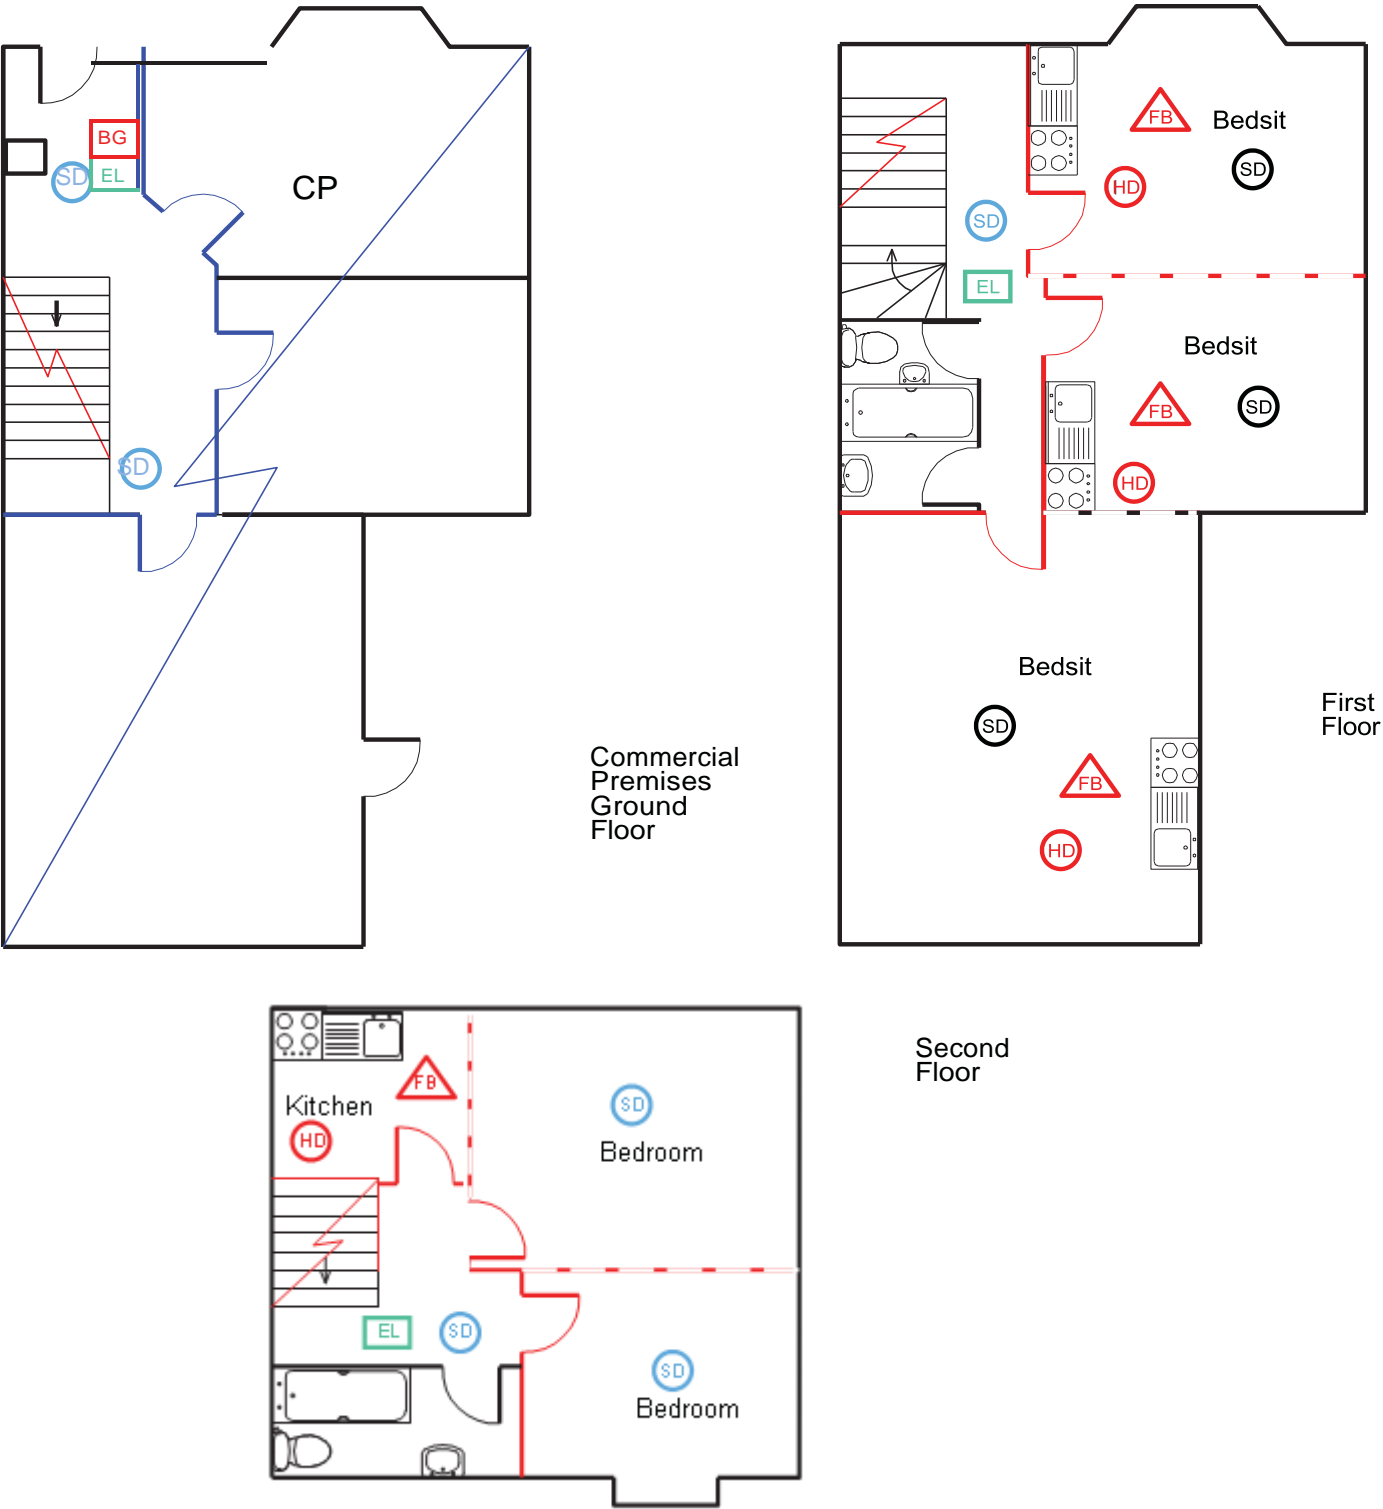 BG
SD
EL
CP
SD
Commercial
Premises
Ground
Floor
FB
Bedsit
SD
HD
SD
EL
Bedsit
FB
SD
HD
Bedsit
SD
FB
HD
First
Floor
FB
Kitchen
HD
SD
Bedroom
EL
SD
SD
Bedroom
Second
Floor